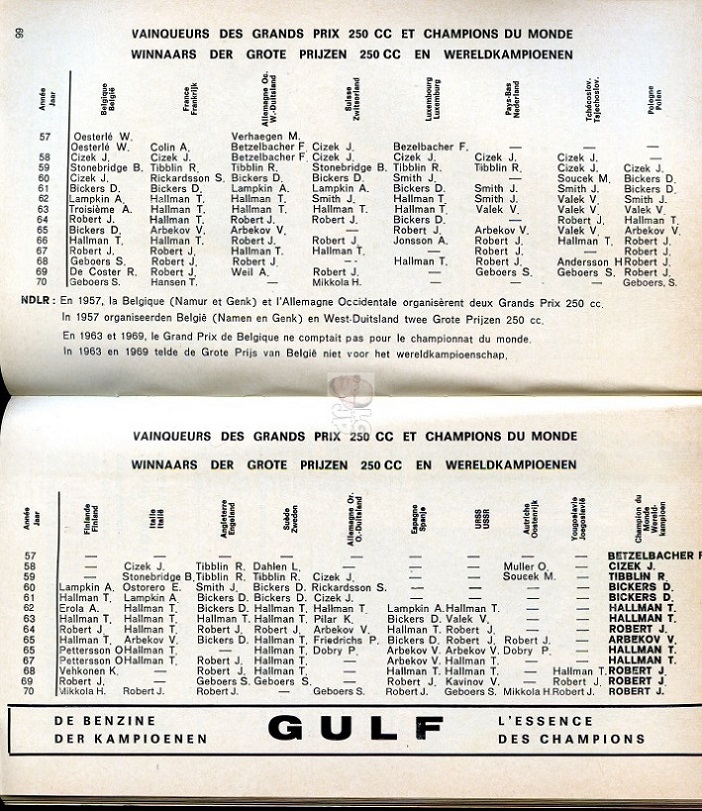 66
VAINQUEURS DES GRANDS PRIX 250 CC ET CHAMPIONS DU MONDE
WINNAARS DER GROTE PRIJZEN 250 CC EN WERELDKAMPIOENEN
Année Jaar Belgique België France Frankrijk Allemagne Oc. W.-Duitsland Suisse Zwitserland Luxembourg Luxemburg Pays-Bas Nederland Tchécoslov. Tsjechoslov. Pologne Polen
57 Oesterlé W. Verhaegen M.
Oesterlé W. Colin A. Betzelbacher F. Cizek J. Bezelbacher F. — — —
58 Cizek J. Cizek J. Betzelbacher F. Cizek J. Cizek J. Cizek J. Cizek J. —
59 Stonebridge B. Tibblin R. Tibblin R. Stonebridge B. Tibblin R. Tibblin R. Cizek J. Cizek J.
60 Cizek J. Rickardsson S. Bickers D. Bickers D. Smith J. — Soucek M. Bickers D.
61 Bickers D. Bickers D. Lampkin A. Lampkin A. Bickers D. Smith J. Smith J. Bickers D.
62 Lampkin A. Hallman T. Hallman T. Smith J. Hallman T. Smith J. Valek V. Smith J.
63 Troisième A. Hallman T. Hallman T. Hallman T. Hallman T. Valek V. Valek V. Valek V.
64 Robert J. Hallman T. Robert J. Robert J. Bickers D. — Robert J. Hallman T.
65 Bickers D. Arbekov V. Arbekov V. — Robert J. Arbekov V. Valek V. Arbekov V.
66 Hallman T. Hallman T. Robert J. Robert J. Jonsson A. Robert J. Hallman T. Robert J.
67 Robert J. Robert J. Hallman T. Hallman T. — Robert J. — Robert J.
68 Geboers S. Robert J. Robert J. -- Hallman T. Robert J. Andersson H Robert J.
69 De Coster R. Robert J. Weil A. Robert J. — Geboers S. Geboers S. Robert J.
70 Geboers S. Hansen T. Mikkola H. — — — Geboers, S.
NDLR : En 1957, la Belgique (Namur et Genk) et l'Allemagne Occidentale organisèrent deux Grands Prix 250 cc.
In 1957 organiseerden België (Namen en Genk) en West-Duitsland twee Grote Prijzen 250 cc.
En 1963 et 1969, le Grand Prix de Belgique ne comptait pas pour le championnat du monde.
In 1963 en 1969 telde de Grote Prijs van België niet voor het wereldkampioenschap.
VAINQUEURS DES GRANDS PRIX 250 CC ET CHAMPIONS DU MONDE
WINNAARS DER GROTE PRIJZEN 250 CC EN WERELDKAMPIOENEN
Année Jaar Finlande Finland Italie Italië Angleterre Engeland Suède Zweden Allemagne Or. O.-Duitsland Espagne Spanje URSS USSR Autriche Oostenrijk Yougoslavie Joegoslavië Champion du Monde Wereld-kampioen
57 — — — — — — — — — BETZELBACHER F
58 — Cizek J. Tibblin R. Dahlen L. — — — Muller O. — CIZEK J.
59 — Stonebridge B. Tibblin R. Tibblin R. Cizek J. — — Soucek M. — TIBBLIN R.
60 Lampkin A. Ostorero E. Smith J. Bickers D. Rickardsson S. — — — — BICKERS D.
61 Hallman T. Lampkin A. Bickers D. Bickers D. Cizek J. — — — — BICKERS D.
62 Erola A. Hallman T. Bickers D. Hallman T. Hallman T. Lampkin A. Hallman T. — — HALLMAN T.
63 Hallman T. Hallman T. Hallman T. Hallman T. Pilar K. Bickers D. Valek V. — — HALLMAN T.
64 Robert J Hallman T. Robert J. Robert J. Arbekov V. Hallman T. Hallman T. — — ROBERT J.
65 Hallman T. Arbekov V. Bickers D. Hallman T. Friedrichs P. Bickers D. Robert J. Robert J. — ARBEKOV V.
65 Pettersson O Hallman T. — Hallman T. Dobry P. Arbekov V. Arbekov V. Dobry P. — HALLMAN T.
67 Pettersson O Hallman T. Robert J. Hallman T. — Arbekov V. Hallman T. — — HALLMAN T.
68 Vehkonen K. — Robert J. Hallman T. — Hallman T. Hallman T. — Hallman T. ROBERT J.
69 Robert J. — Geboers S. Geboers S. — Robert J. Kavinov V. — Robert J. ROBERT J.
70 Mikkola H. Robert J. Robert J. — Geboers S. Robert J. Geboers S. Mikkola H. Robert J. ROBERT J.
DE BENZINE DER KAMPIOENEN
GULF
L'ESSENCE DES CHAMPIONS